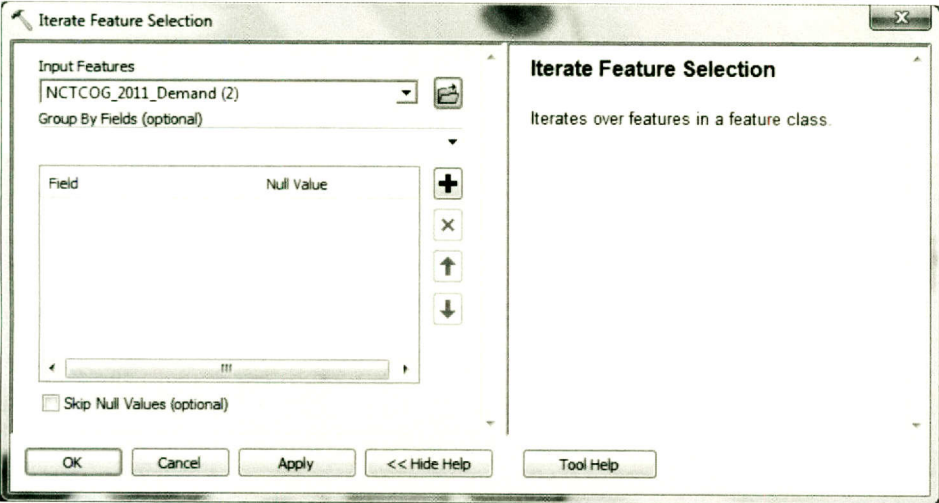 Iterate Feature Selection
Input Features
NCTCOG_2011_Demand (2)
Group By Fields (optional)
Field Null Value
Skip Null Values (optional)
OK Cancel Apply << Hide Help Tool Help
Iterate Feature Selection
Iterates over features in a feature class.